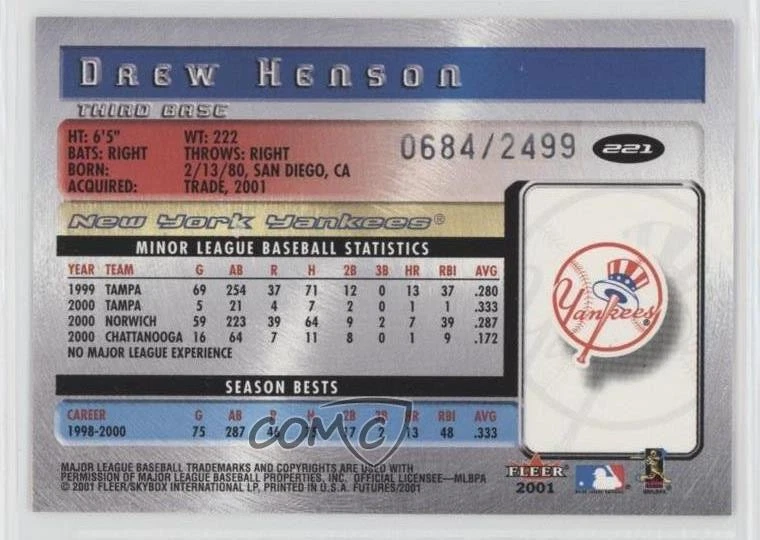 Drew Henson
THIRD BASE
HT: 6'5" WT: 222
BATS: RIGHT THROWS: RIGHT
BORN: 2/13/80, SAN DIEGO, CA
ACQUIRED: TRADE, 2001
0684/2499
221
New York Yankees®
MINOR LEAGUE BASEBALL STATISTICS
YEAR TEAM G AB R H 2B 3B HR RBI AVG
1999 TAMPA 69 254 37 71 12 0 13 37 .280
2000 TAMPA 5 21 4 7 2 0 1 1 .333
2000 NORWICH 59 223 39 64 9 2 7 39 .287
2000 CHATTANOOGA 16 64 7 11 8 0 1 9 .172
NO MAJOR LEAGUE EXPERIENCE
Yankees®
SEASON BESTS
CAREER G AB R H 2B 3B HR RBI AVG
1998-2000 75 287 46 17 2 13 48 .333
COMC
MAJOR LEAGUE BASEBALL TRADEMARKS AND COPYRIGHTS ARE USED WITH
PERMISSION OF MAJOR LEAGUE BASEBALL PROPERTIES, INC. OFFICIAL LICENSEE—MLBPA
© 2001 FLEER/SKYBOX INTERNATIONAL LP, PRINTED IN U.S.A. FUTURES/2001
FLEER
2001